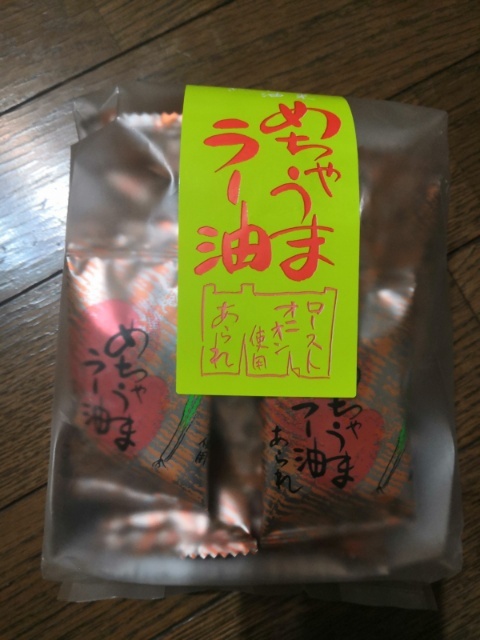 めちゃうま
ラー油
ロースト
オニオン
使用
あられ
めちゃうま
ラー油
めちゃうま
ラー油
あられ